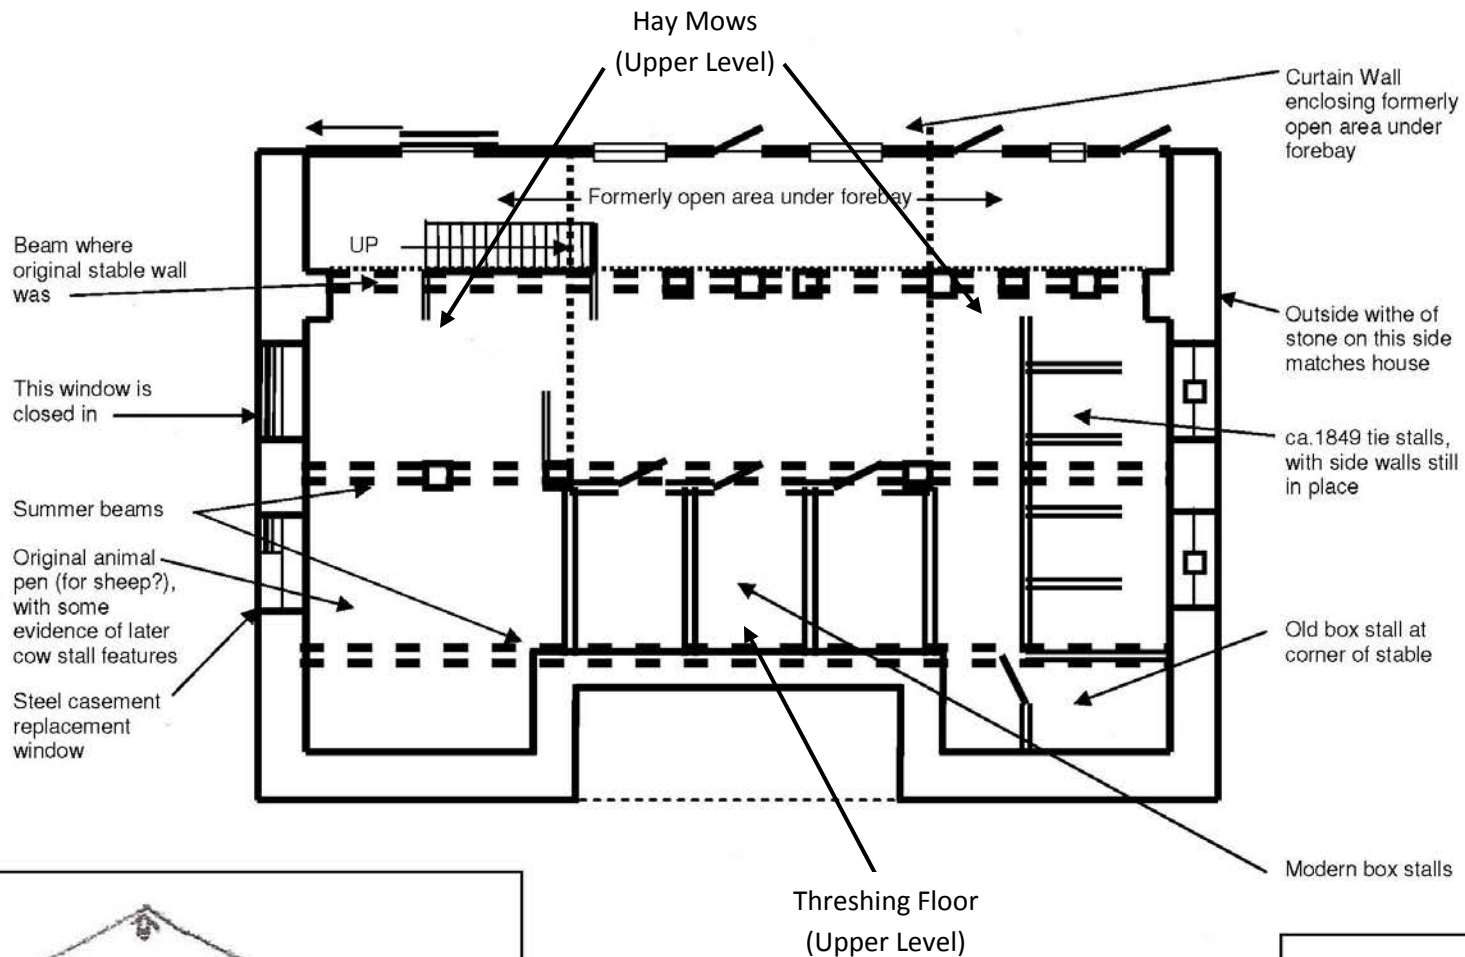 Hay Mows
(Upper Level)
Curtain Wall
enclosing formerly
open area under
forebay
Formerly open area under forebay
UP
Beam where
original stable wall
was
Outside withe of
stone on this side
matches house
This window is
closed in
ca.1849 tie stalls,
with side walls still
in place
Summer beams
Original animal
pen (for sheep?),
with some
evidence of later
cow stall features
Old box stall at
corner of stable
Steel casement
replacement
window
Modern box stalls
Threshing Floor
(Upper Level)